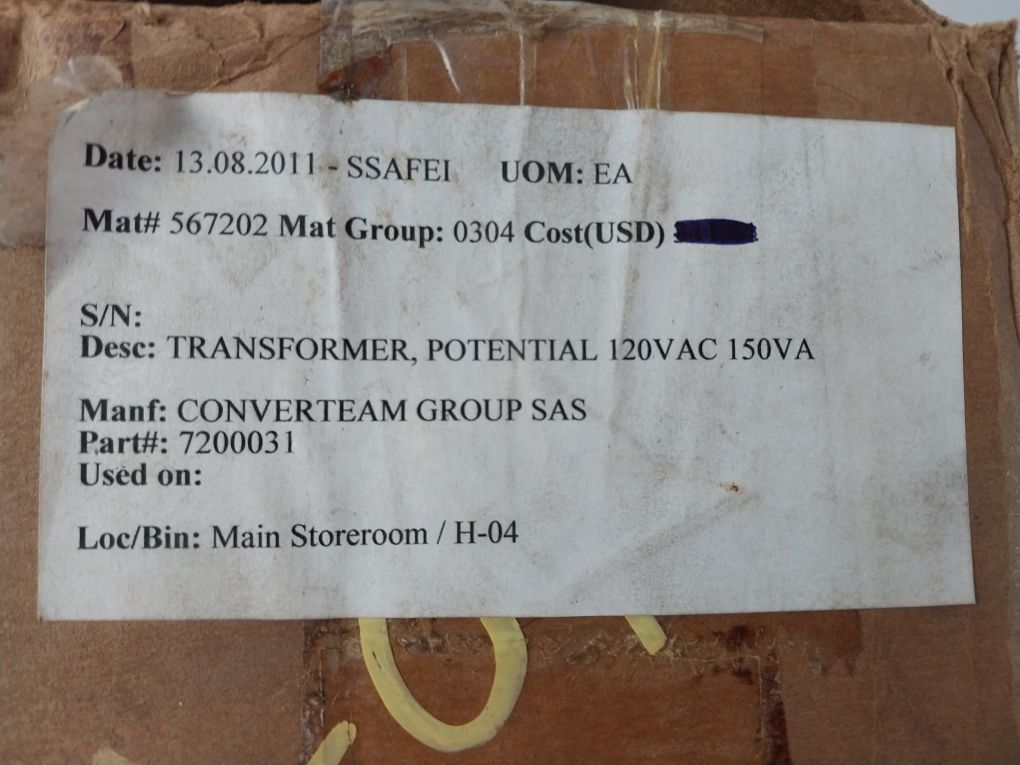 Date: 13.08.2011 - SSAFEI UOM: EA
Mat# 567202 Mat Group: 0304 Cost(USD)
S/N:
Desc: TRANSFORMER, POTENTIAL 120VAC 150VA
Manf: CONVERTEAM GROUP SAS
Part#: 7200031
Used on:
Loc/Bin: Main Storeroom / H-04